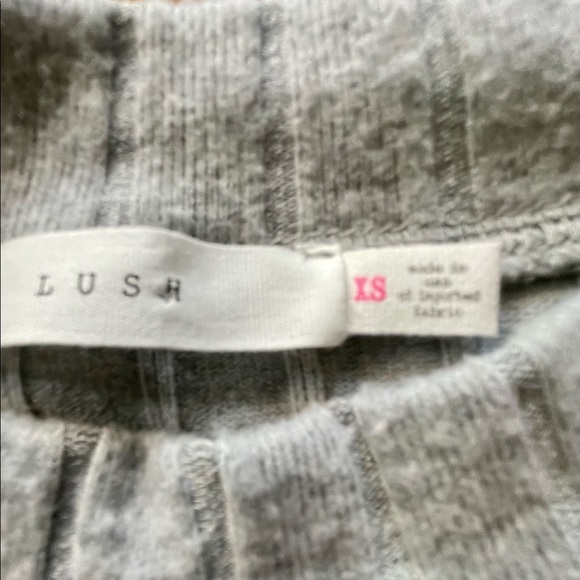 LUSH
XS
made in
usa
of imported
fabric